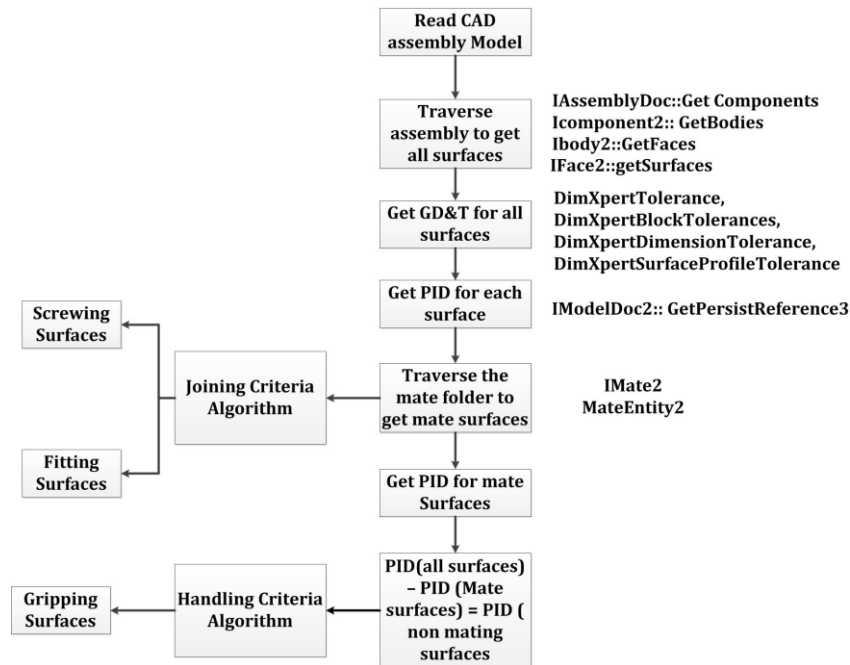 Read CAD
assembly Model
Traverse
assembly to get
all surfaces
IAssemblyDoc::Get Components
Icomponent2:: GetBodies
Ibody2::GetFaces
IFace2::getSurfaces
Get GD&T for all
surfaces
DimXpertTolerance,
DimXpertBlockTolerances,
DimXpertDimensionTolerance,
DimXpertSurfaceProfileTolerance
Get PID for each
surface
IModelDoc2:: GetPersistReference3
Screwing
Surfaces
Joining Criteria
Algorithm
Traverse the
mate folder to
get mate surfaces
IMate2
MateEntity2
Fitting
Surfaces
Get PID for mate
Surfaces
Gripping
Surfaces
Handling Criteria
Algorithm
PID(all surfaces)
– PID (Mate
surfaces) = PID (
non mating
surfaces